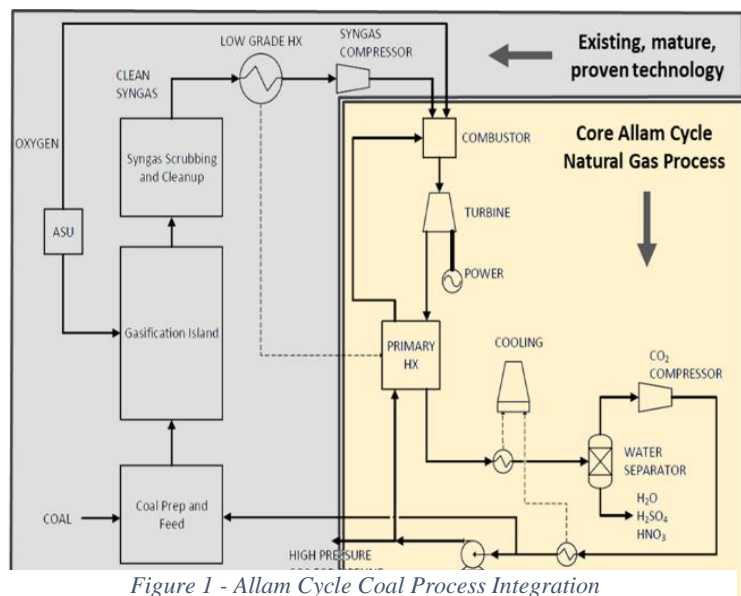 SYNGAS
COMPRESSOR
LOW GRADE HX
Existing, mature,
proven technology
CLEAN
SYNGAS
Core Allam Cycle
Natural Gas Process
COMBUSTOR
OXYGEN
Syngas Scrubbing
and Cleanup
TURBINE
ASU
POWER
Gasification Island
PRIMARY
HX
COOLING
CO₂
COMPRESSOR
WATER
SEPARATOR
H₂O
H₂SO₄
HNO₃
COAL
Coal Prep and
Feed
HIGH PRESSURE
Figure 1 - Allam Cycle Coal Process Integration